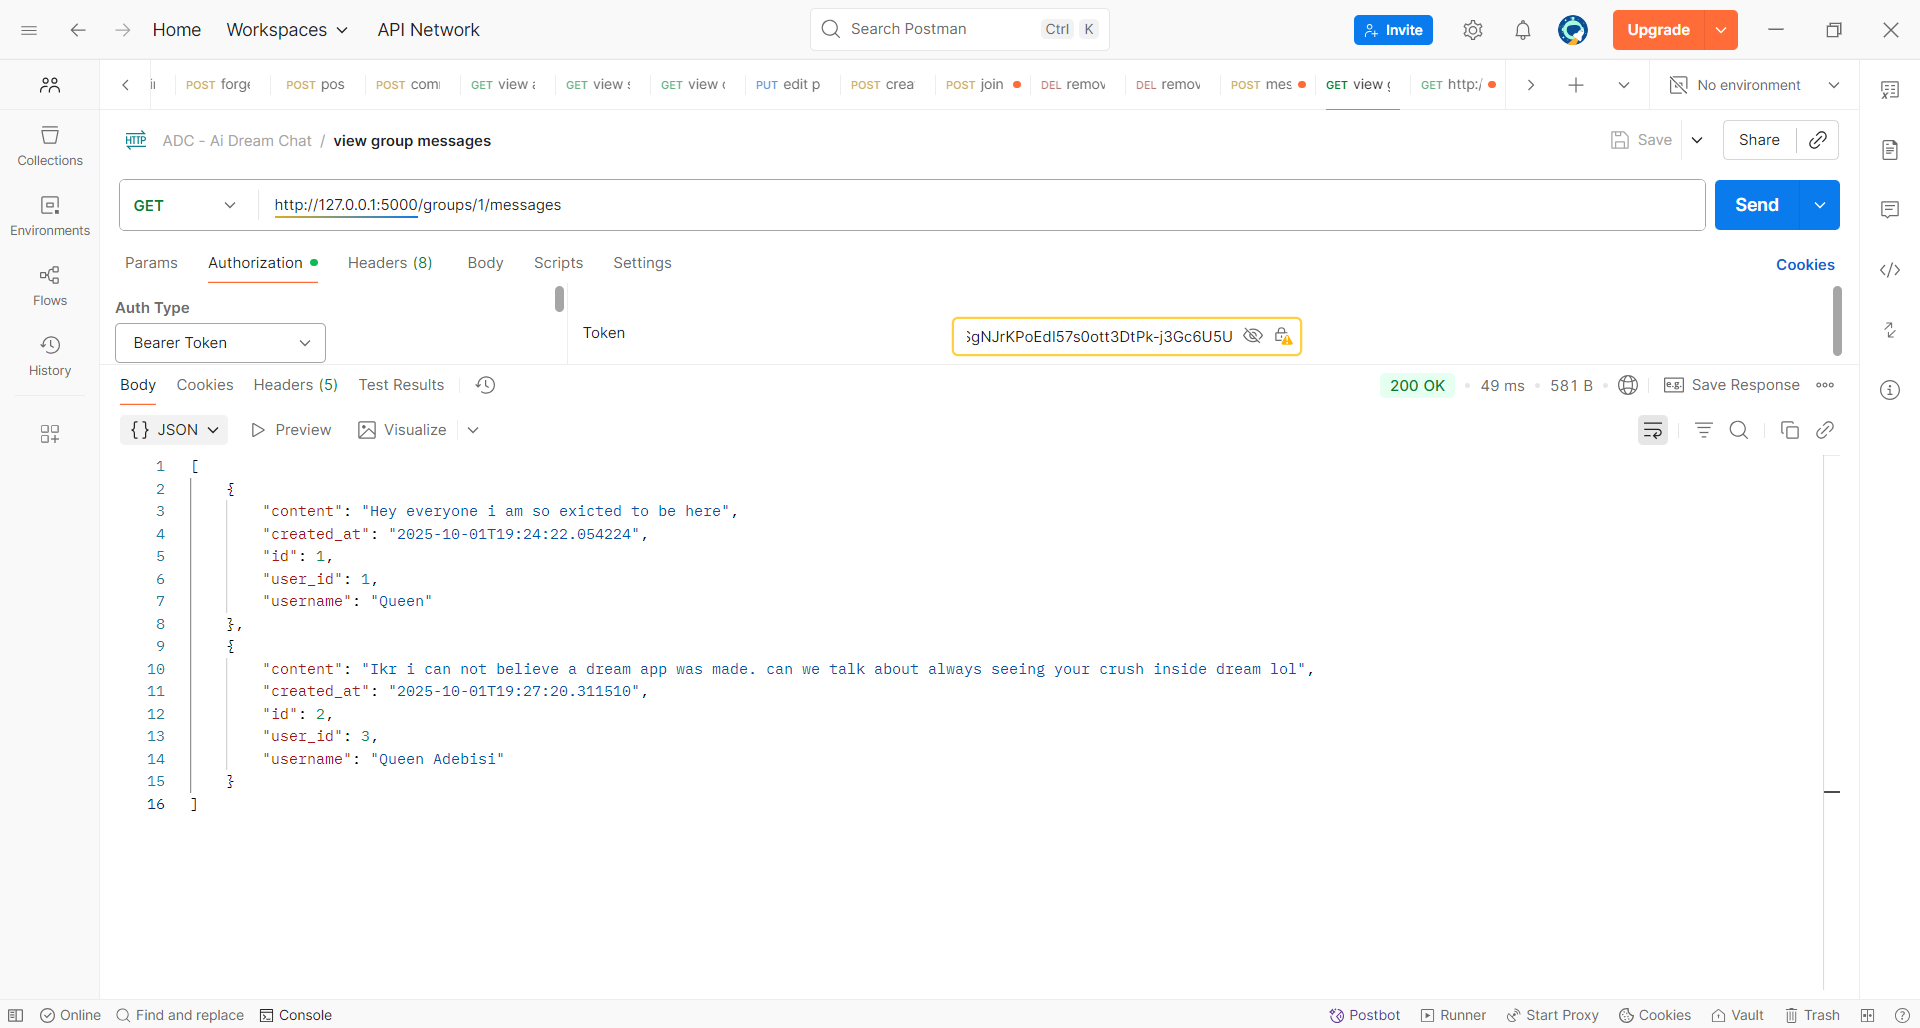 Home Workspaces API Network Search Postman Ctrl K Invite Upgrade
POST forg POST pos POST com GET view GET view GET view PUT edit p POST crea POST join DEL remov DEL remov POST mes GET view GET http:/ No environment
HTTP ADC - Ai Dream Chat / view group messages Save Share
Collections
GET http://127.0.0.1:5000/groups/1/messages Send
Environments
Params Authorization Headers (8) Body Scripts Settings Cookies
Flows
Auth Type
Token
gNJrKPoEdI57s0ott3DtPk-j3Gc6U5U
Bearer Token
History
Body Cookies Headers (5) Test Results 200 OK 49 ms 581 B e.g. Save Response
{} JSON Preview Visualize
1 [
2 {
3 "content": "Hey everyone i am so exicted to be here",
4 "created_at": "2025-10-01T19:24:22.054224",
5 "id": 1,
6 "user_id": 1,
7 "username": "Queen"
8 },
9 {
10 "content": "Ikr i can not believe a dream app was made. can we talk about always seeing your crush inside dream lol",
11 "created_at": "2025-10-01T19:27:20.311510",
12 "id": 2,
13 "user_id": 3,
14 "username": "Queen Adebisi"
15 }
16 ]
Online Find and replace Console Postbot Runner Start Proxy Cookies Vault Trash